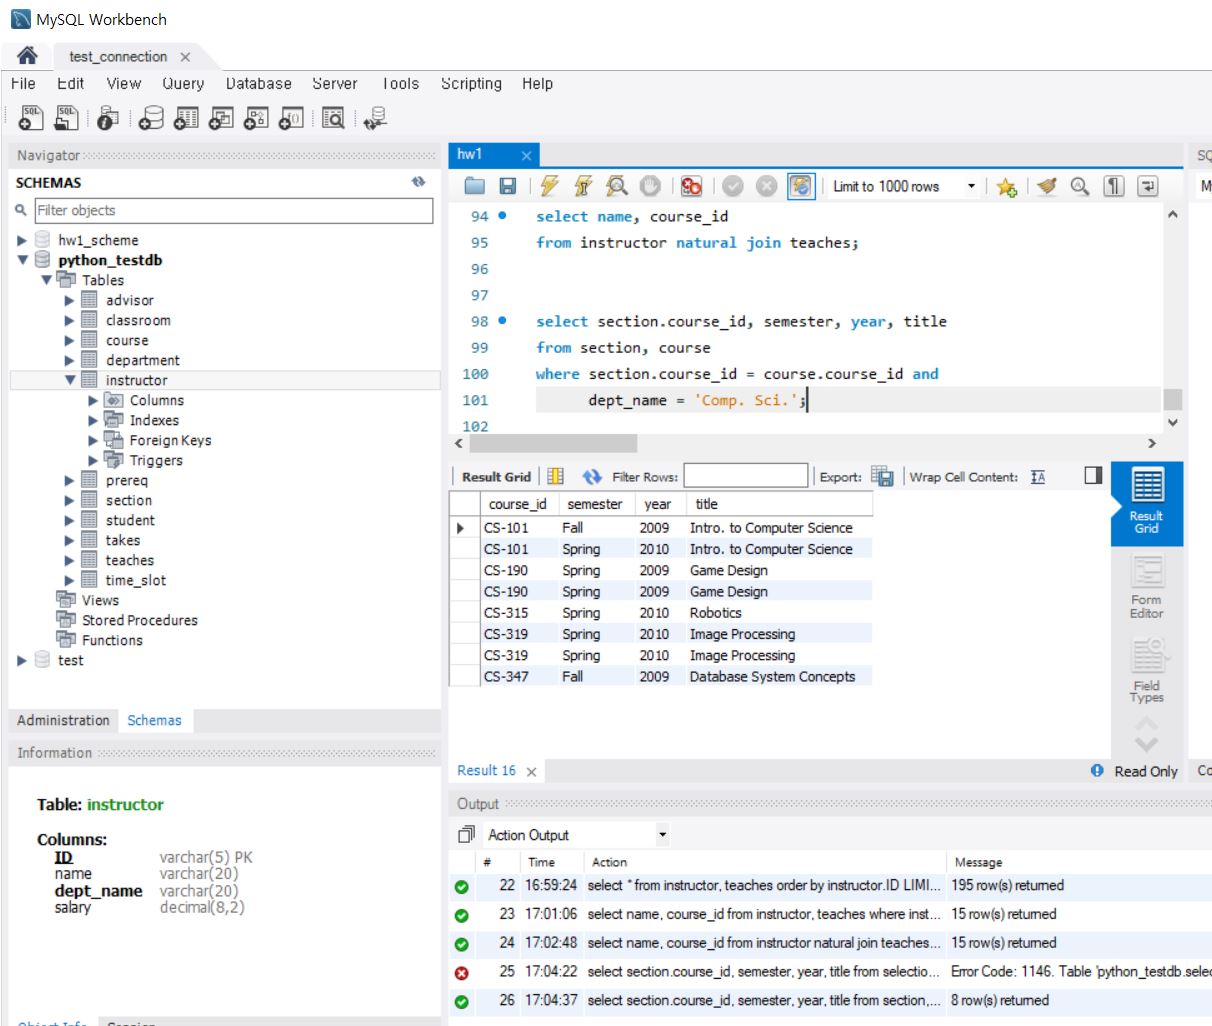 MySQL Workbench
test_connection
File Edit View Query Database Server Tools Scripting Help
Navigator
SCHEMAS
Filter objects
hw1_scheme
python_testdb
Tables
advisor
classroom
course
department
instructor
Columns
Indexes
Foreign Keys
Triggers
prereq
section
student
takes
teaches
time_slot
Views
Stored Procedures
Functions
test
Administration Schemas
Information
Table: instructor
Columns:
ID varchar(5) PK
name varchar(20)
dept_name varchar(20)
salary decimal(8,2)
hw1
Limit to 1000 rows
94 select name, course_id
95 from instructor natural join teaches;
96
97
98 select section.course_id, semester, year, title
99 from section, course
100 where section.course_id = course.course_id and
101 dept_name = 'Comp. Sci.';
102
Result Grid Filter Rows: Export: Wrap Cell Content:
course_id semester year title
CS-101 Fall 2009 Intro. to Computer Science
CS-101 Spring 2010 Intro. to Computer Science
CS-190 Spring 2009 Game Design
CS-190 Spring 2009 Game Design
CS-315 Spring 2010 Robotics
CS-319 Spring 2010 Image Processing
CS-319 Spring 2010 Image Processing
CS-347 Fall 2009 Database System Concepts
Result
Grid
Form
Editor
Field
Types
Result 16
Read Only
Output
Action Output
# Time Action Message
22 16:59:24 select * from instructor, teaches order by instructor.ID LIMI... 195 row(s) returned
23 17:01:06 select name, course_id from instructor, teaches where inst... 15 row(s) returned
24 17:02:48 select name, course_id from instructor natural join teaches... 15 row(s) returned
25 17:04:22 select section.course_id, semester, year, title from selectio... Error Code: 1146. Table 'python_testdb.selec
26 17:04:37 select section.course_id, semester, year, title from section,... 8 row(s) returned